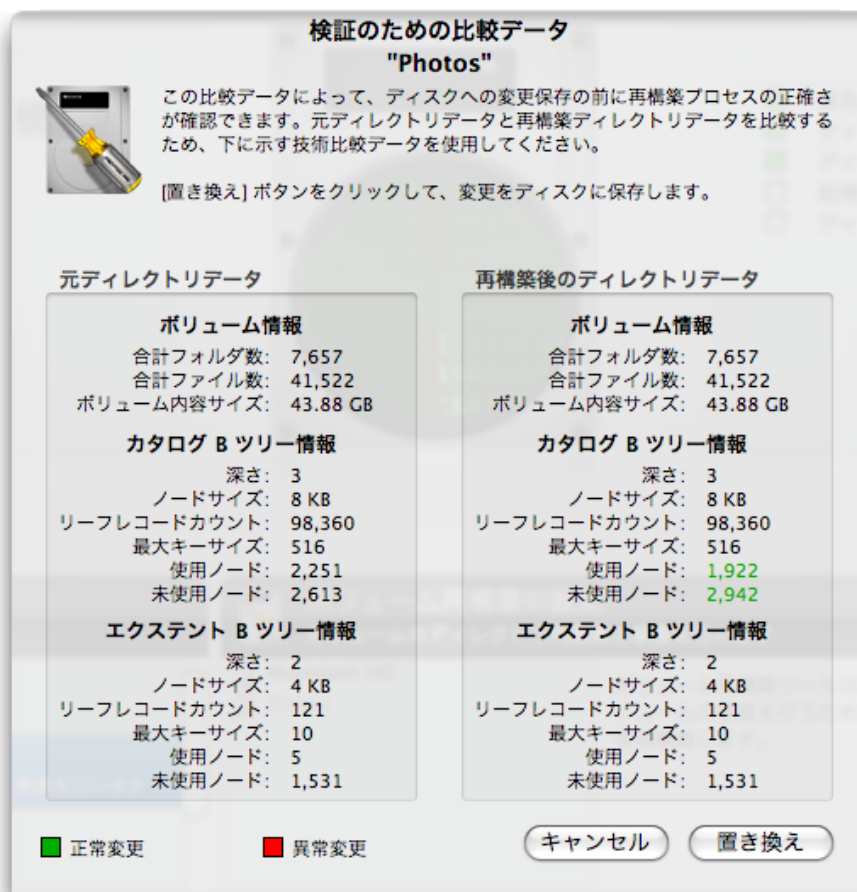 検証のための比較データ
"Photos"
この比較データによって、ディスクへの変更保存の前に再構築プロセスの正確さ
が確認できます。元ディレクトリデータと再構築ディレクトリデータを比較する
ため、下に示す技術比較データを使用してください。
[置き換え] ボタンをクリックして、変更をディスクに保存します。
元ディレクトリデータ
ボリューム情報
合計フォルダ数: 7,657
合計ファイル数: 41,522
ボリューム内容サイズ: 43.88 GB
カタログ B ツリー情報
深さ: 3
ノードサイズ: 8 KB
リーフレコードカウント: 98,360
最大キーサイズ: 516
使用ノード: 2,251
未使用ノード: 2,613
エクステント B ツリー情報
深さ: 2
ノードサイズ: 4 KB
リーフレコードカウント: 121
最大キーサイズ: 10
使用ノード: 5
未使用ノード: 1,531
再構築後のディレクトリデータ
ボリューム情報
合計フォルダ数: 7,657
合計ファイル数: 41,522
ボリューム内容サイズ: 43.88 GB
カタログ B ツリー情報
深さ: 3
ノードサイズ: 8 KB
リーフレコードカウント: 98,360
最大キーサイズ: 516
使用ノード: 1,922
未使用ノード: 2,942
エクステント B ツリー情報
深さ: 2
ノードサイズ: 4 KB
リーフレコードカウント: 121
最大キーサイズ: 10
使用ノード: 5
未使用ノード: 1,531
正常変更
異常変更
キャンセル
置き換え